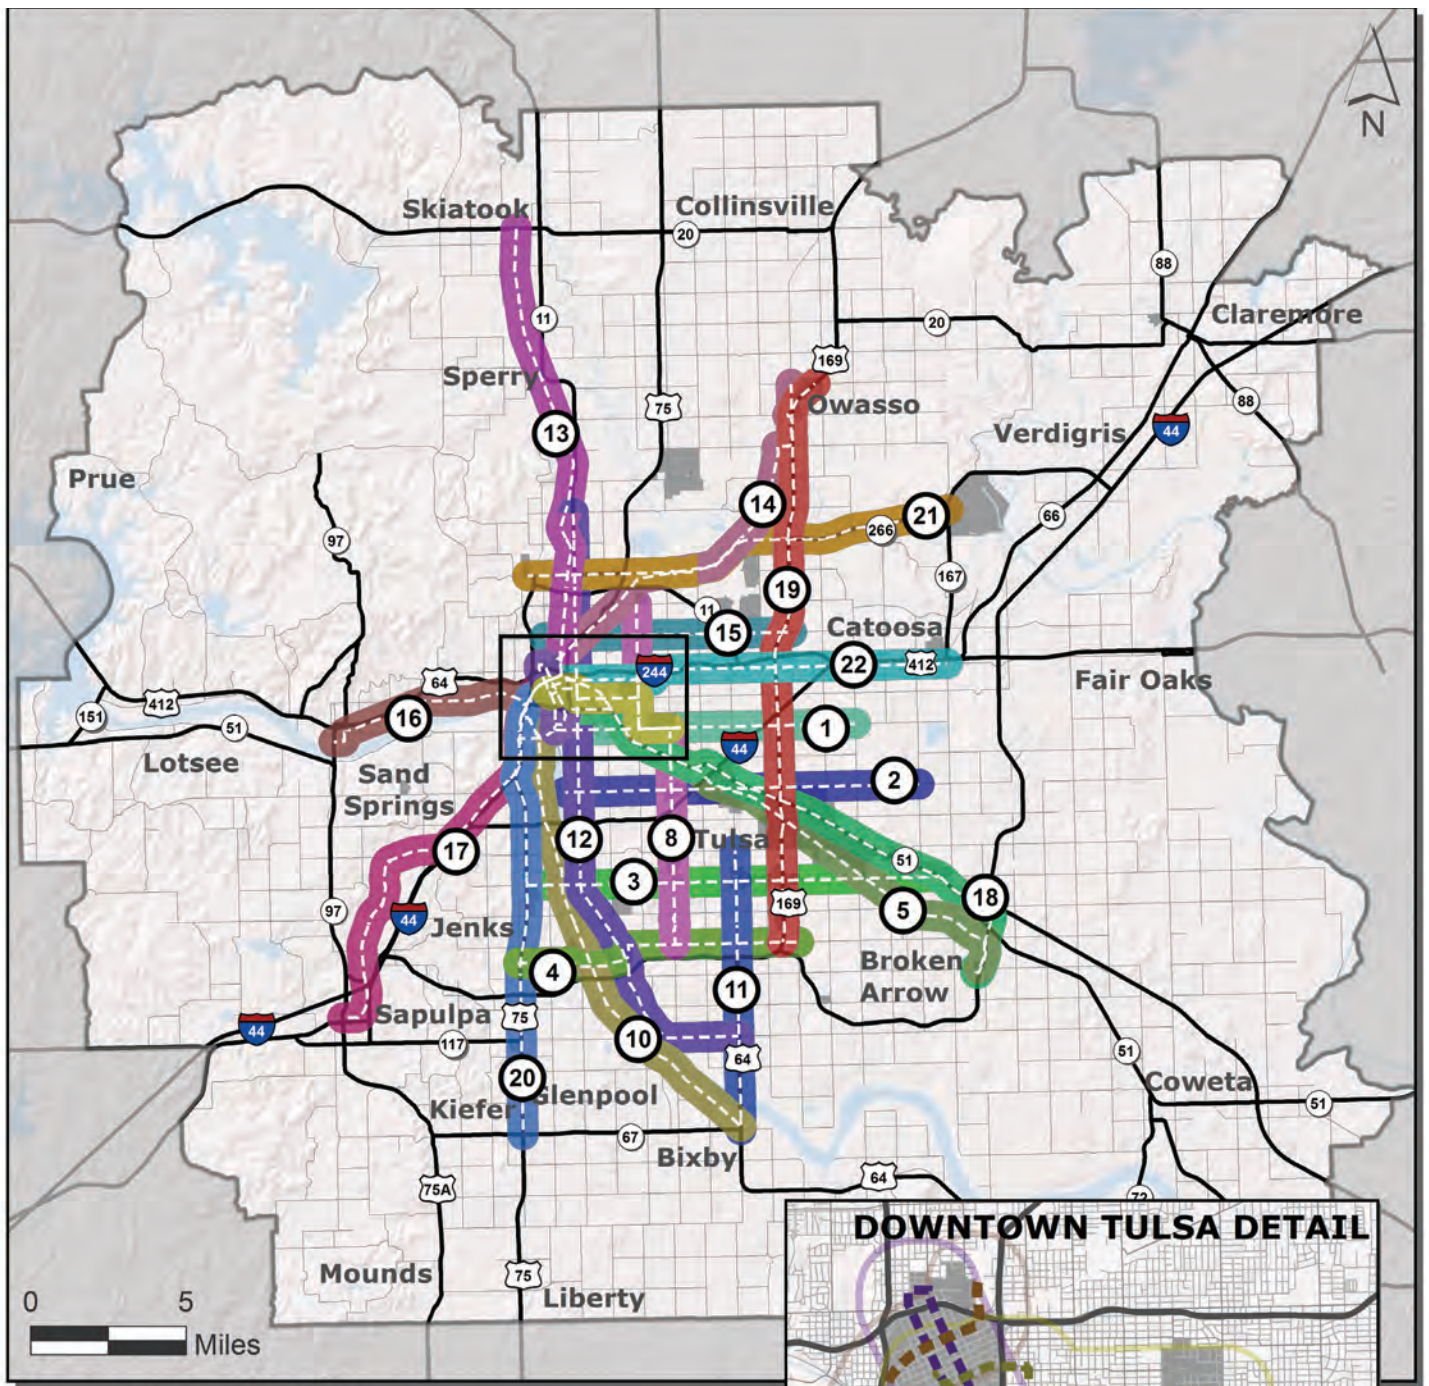 N
Skiatook
Collinsville
20
88
11
20
Claremore
169
Sperry
Owasso
75
88
13
Verdigris
44
Prue
14
21
66
266
97
167
19
11
15
Catoosa
22
412
244
64
Fair Oaks
412
151
16
51
1
44
Lotsee
Sand
Springs
2
12
8
Tulsa
17
51
3
18
169
5
97
44
Jenks
Broken
Arrow
4
11
Sapulpa
75
44
117
10
64
51
20
Glenpool
Coweta
Kiefer
51
67
Bixby
64
75A
72
DOWNTOWN TULSA DETAIL
Mounds
75
Liberty
0 5
Miles